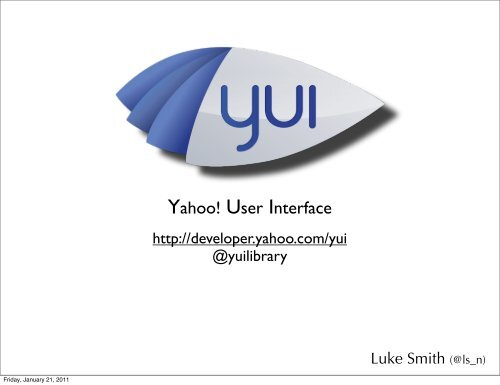 yui
Yahoo! User Interface
http://developer.yahoo.com/yui
@yuilibrary
Luke Smith (@ls_n)
Friday, January 21, 2011